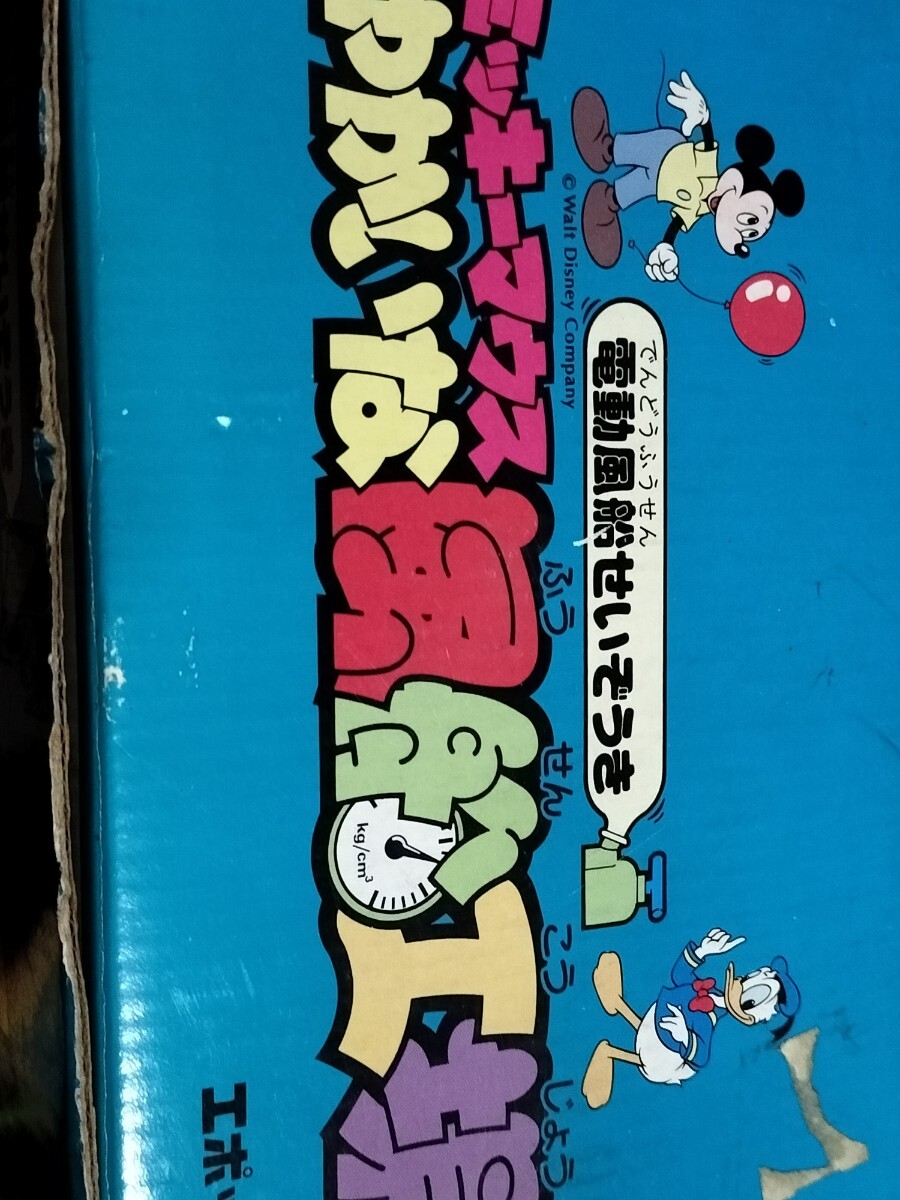 でんどうふうせん
電動風船せいぞうき
© Walt Disney Company
ミッキーマウス
ゆかいな
ふうせんこうじょう
風船工場
kg/cm³
エポ